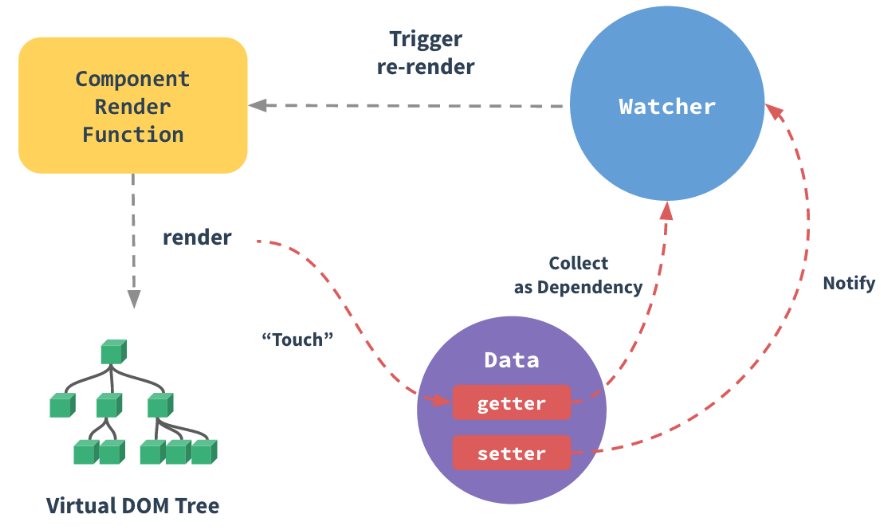 Trigger
re-render
Component
Render
Function
Watcher
render
Collect
as Dependency
Notify
“Touch”
Data
getter
setter
Virtual DOM Tree